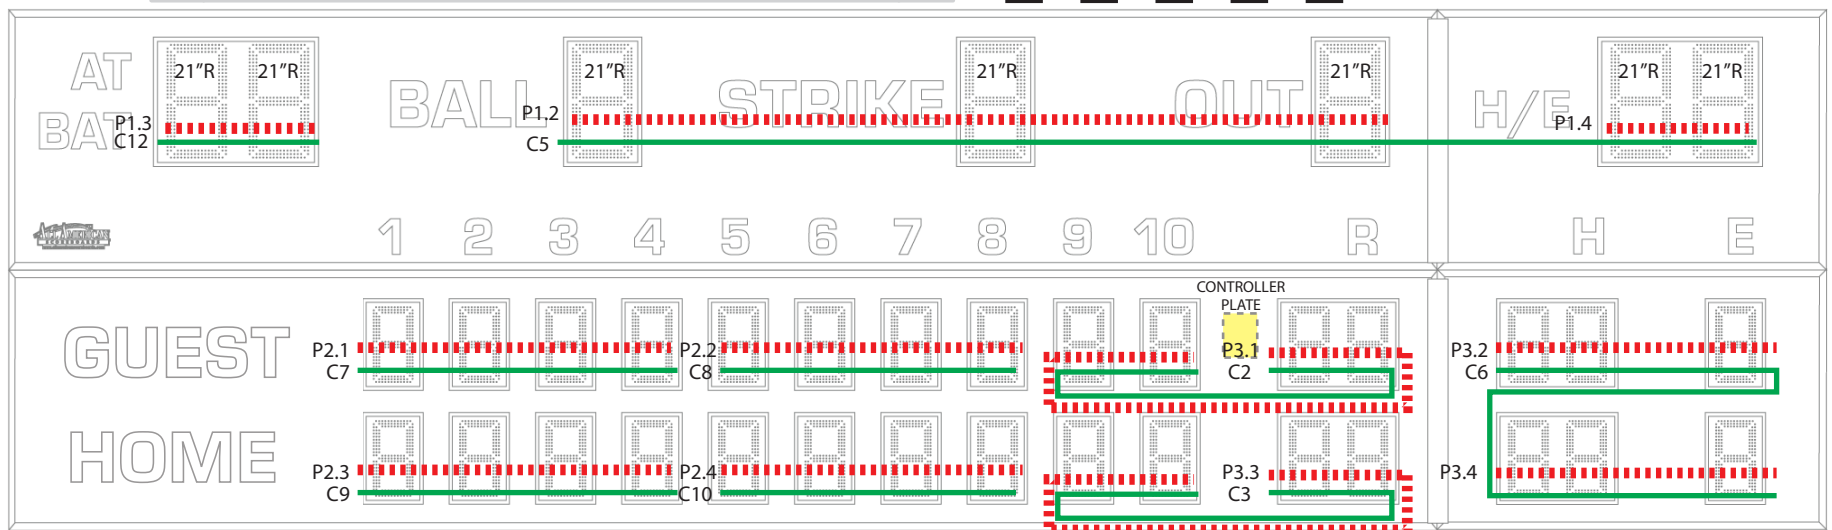 AT
BAT
21"R 21"R
P1.3
C12
BALL
21"R
P1.2
C5
STRIKE
21"R
OUT
21"R
H/E
21"R 21"R
P1.4
ALL AMERICAN
SCOREBOARDS
1 2 3 4 5 6 7 8 9 10 R H E
CONTROLLER
PLATE
GUEST
P2.1 P2.2 P3.1 P3.2
C7 C8 C2 C6
HOME
P2.3 P2.4 P3.3 P3.4
C9 C10 C3